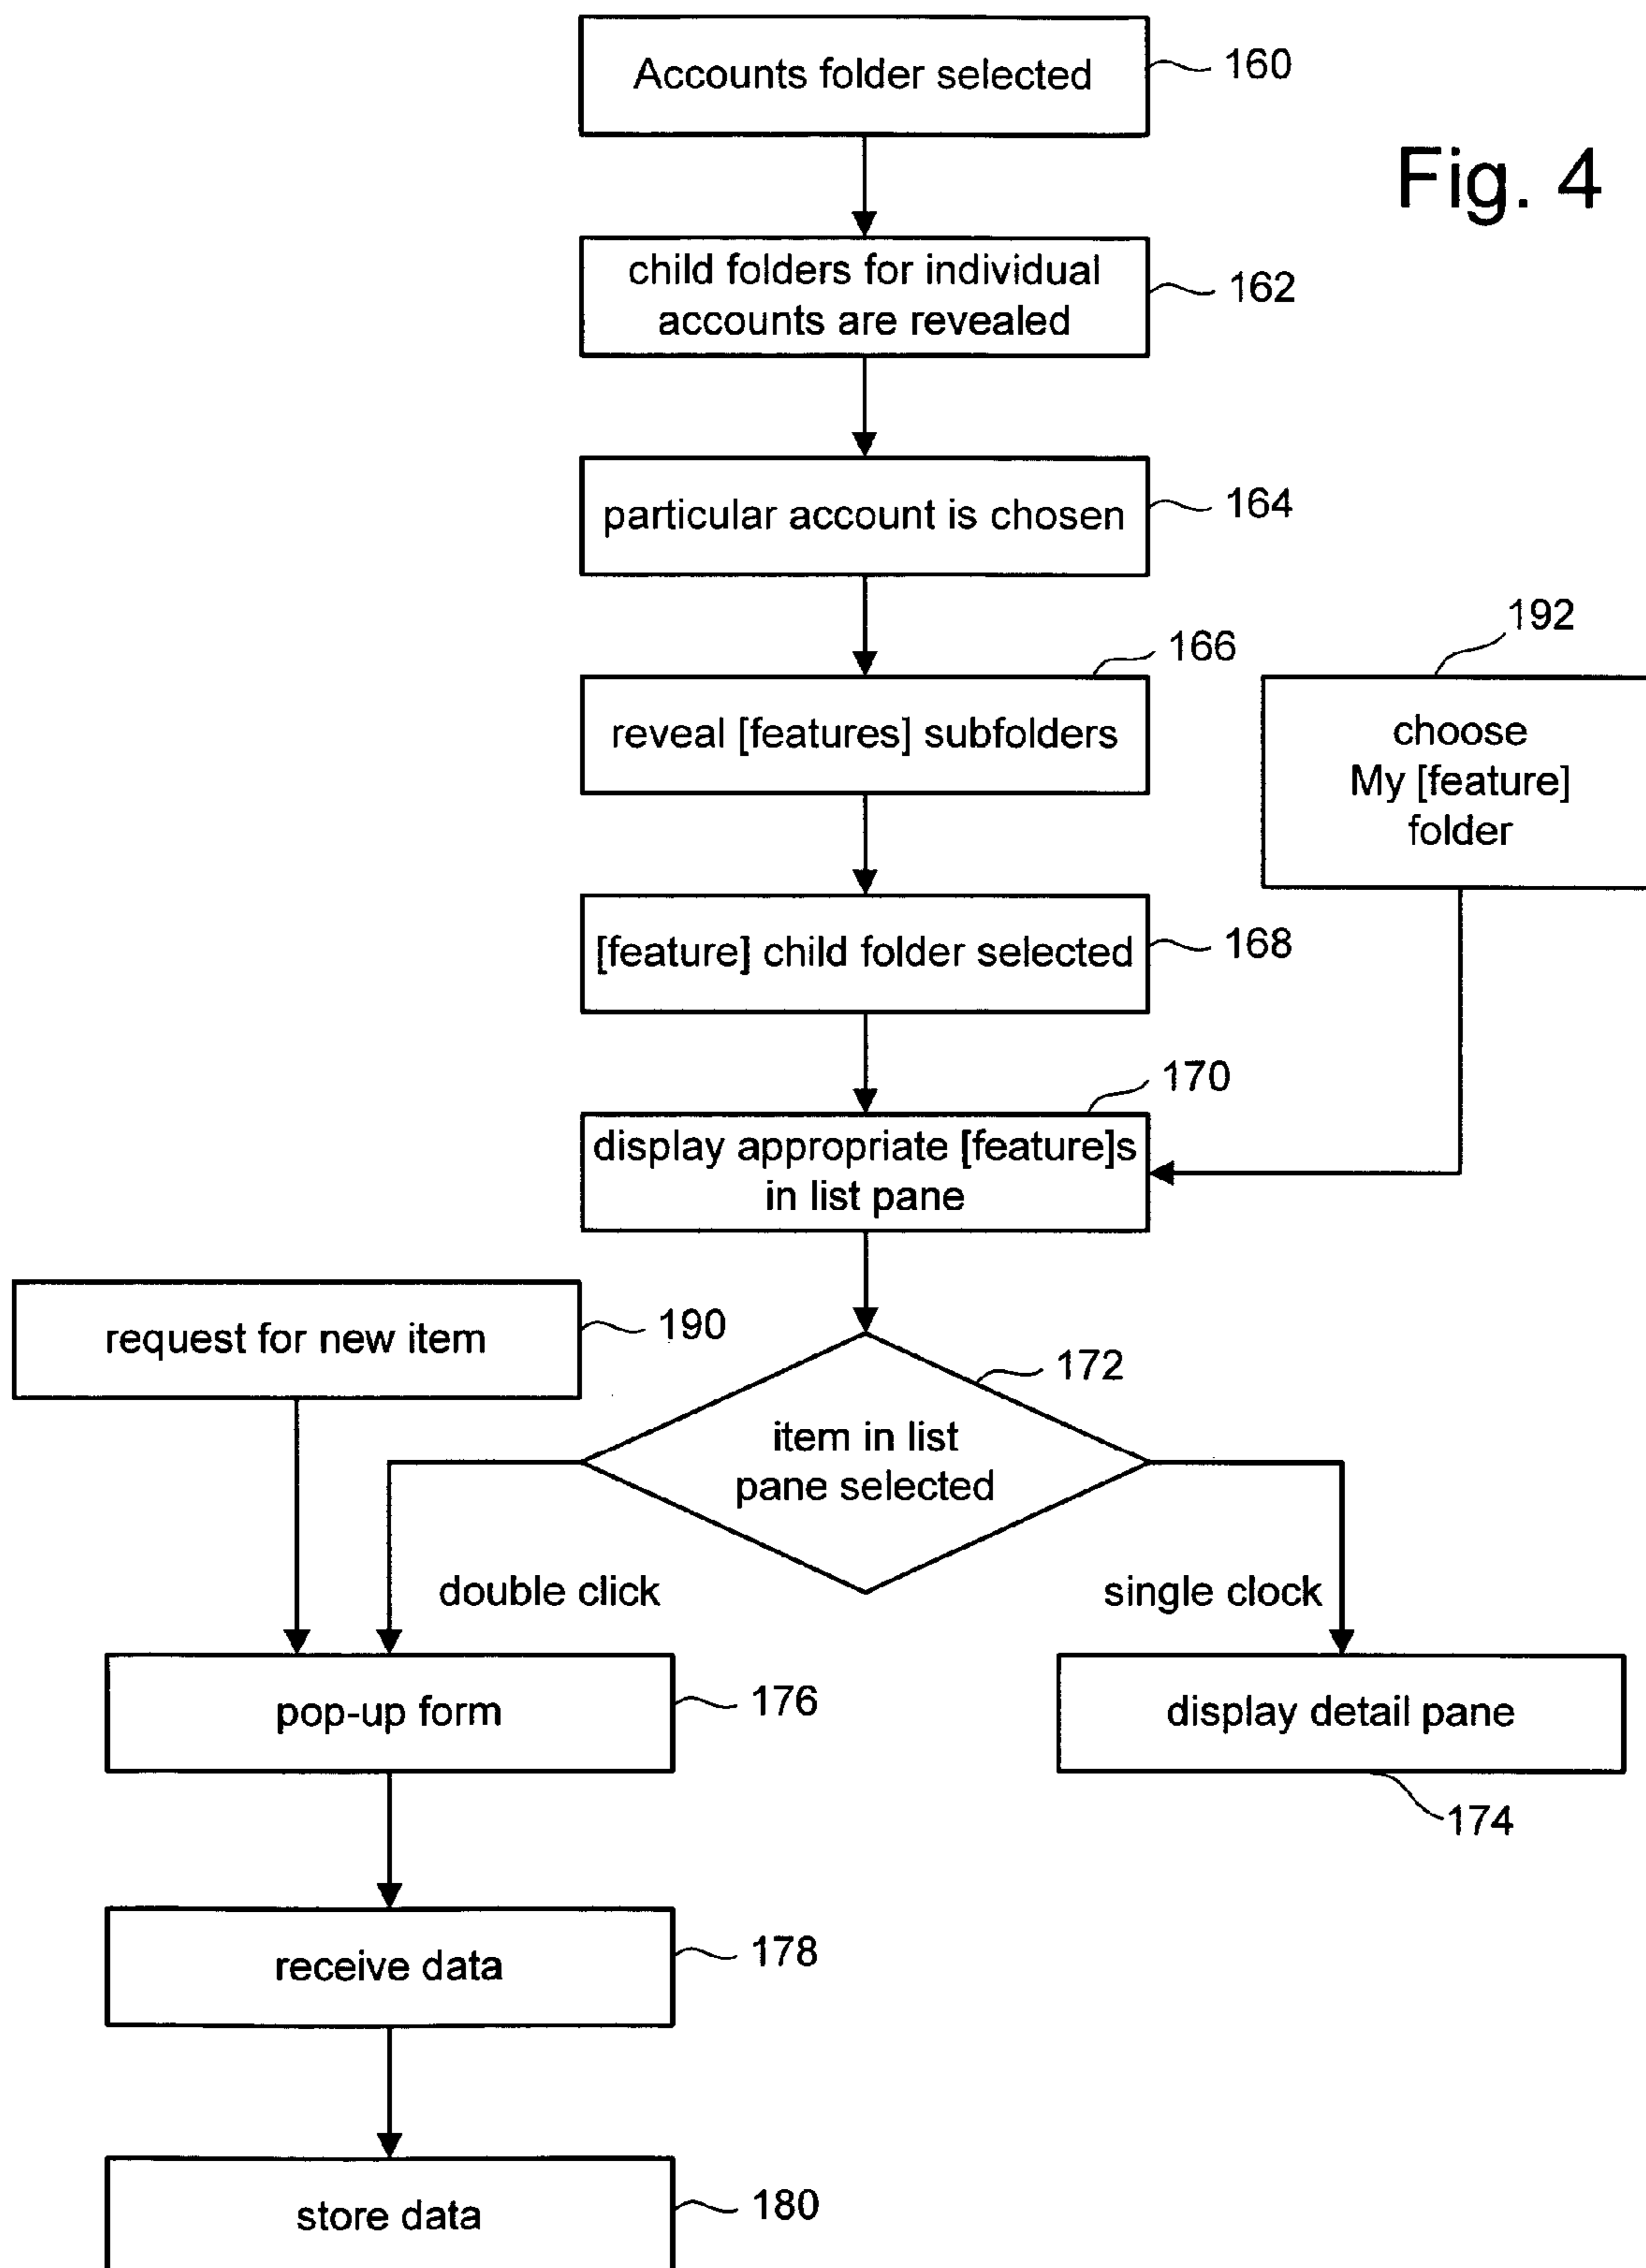 Accounts folder selected
160
Fig. 4
child folders for individual
accounts are revealed
162
particular account is chosen
164
166
reveal [features] subfolders
192
choose
My [feature]
folder
[feature] child folder selected
168
170
display appropriate [feature]s
in list pane
request for new item
190
172
item in list
pane selected
double click
single clock
pop-up form
176
display detail pane
174
receive data
178
store data
180